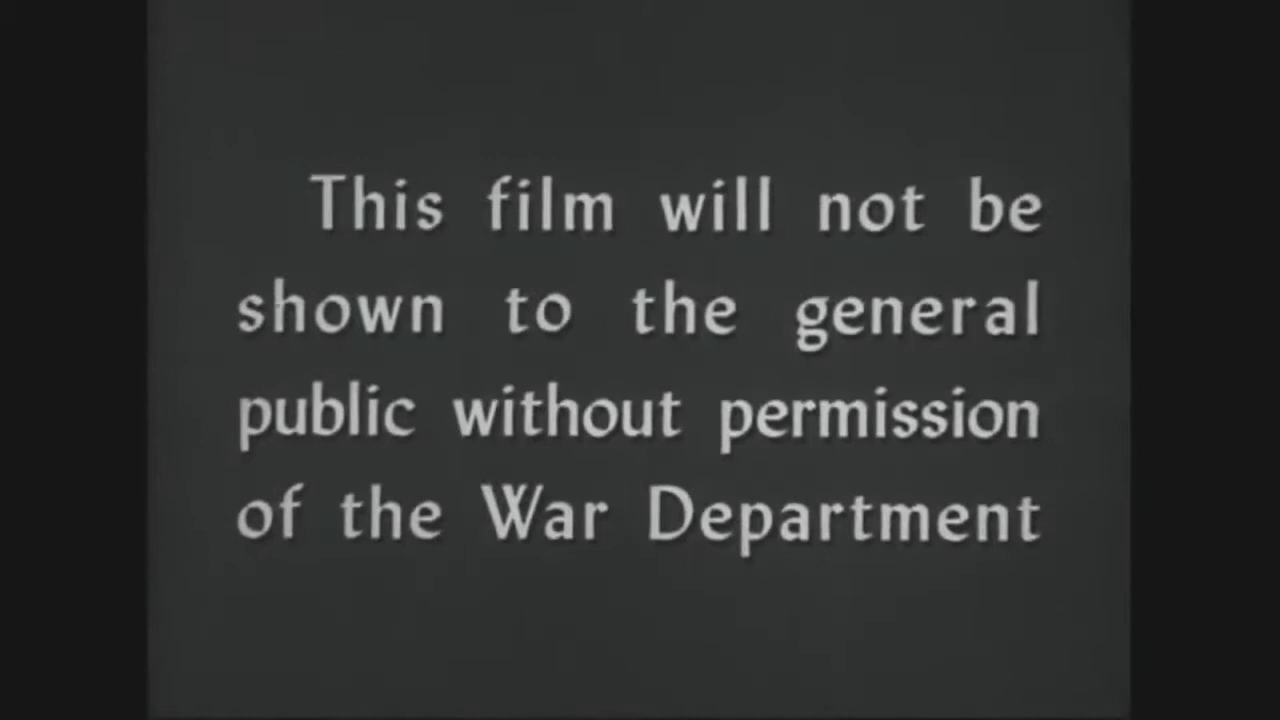 This film will not be
shown to the general
public without permission
of the War Department